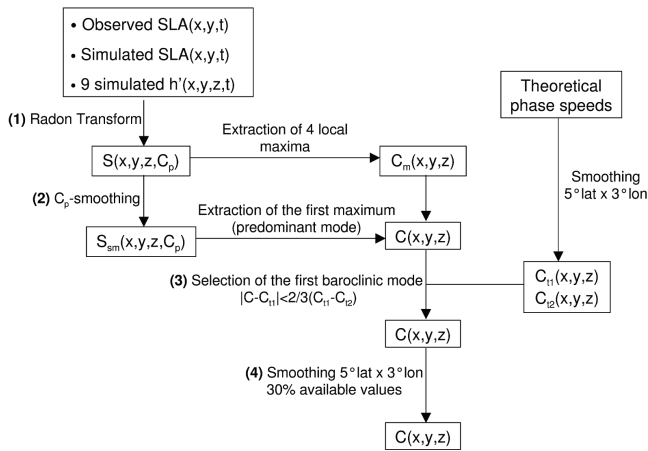 • Observed SLA(x,y,t)
• Simulated SLA(x,y,t)
• 9 simulated h'(x,y,z,t)
Theoretical
phase speeds
(1) Radon Transform
Extraction of 4 local
maxima
S(x,y,z,Cp)
Cm(x,y,z)
Smoothing
5°lat x 3°lon
(2) Cp-smoothing
Extraction of the first maximum
(predominant mode)
Ssm(x,y,z,Cp)
C(x,y,z)
(3) Selection of the first baroclinic mode
|C-Ct1|<2/3(Ct1-Ct2)
Ct1(x,y,z)
Ct2(x,y,z)
C(x,y,z)
(4) Smoothing 5°lat x 3°lon
30% available values
C(x,y,z)